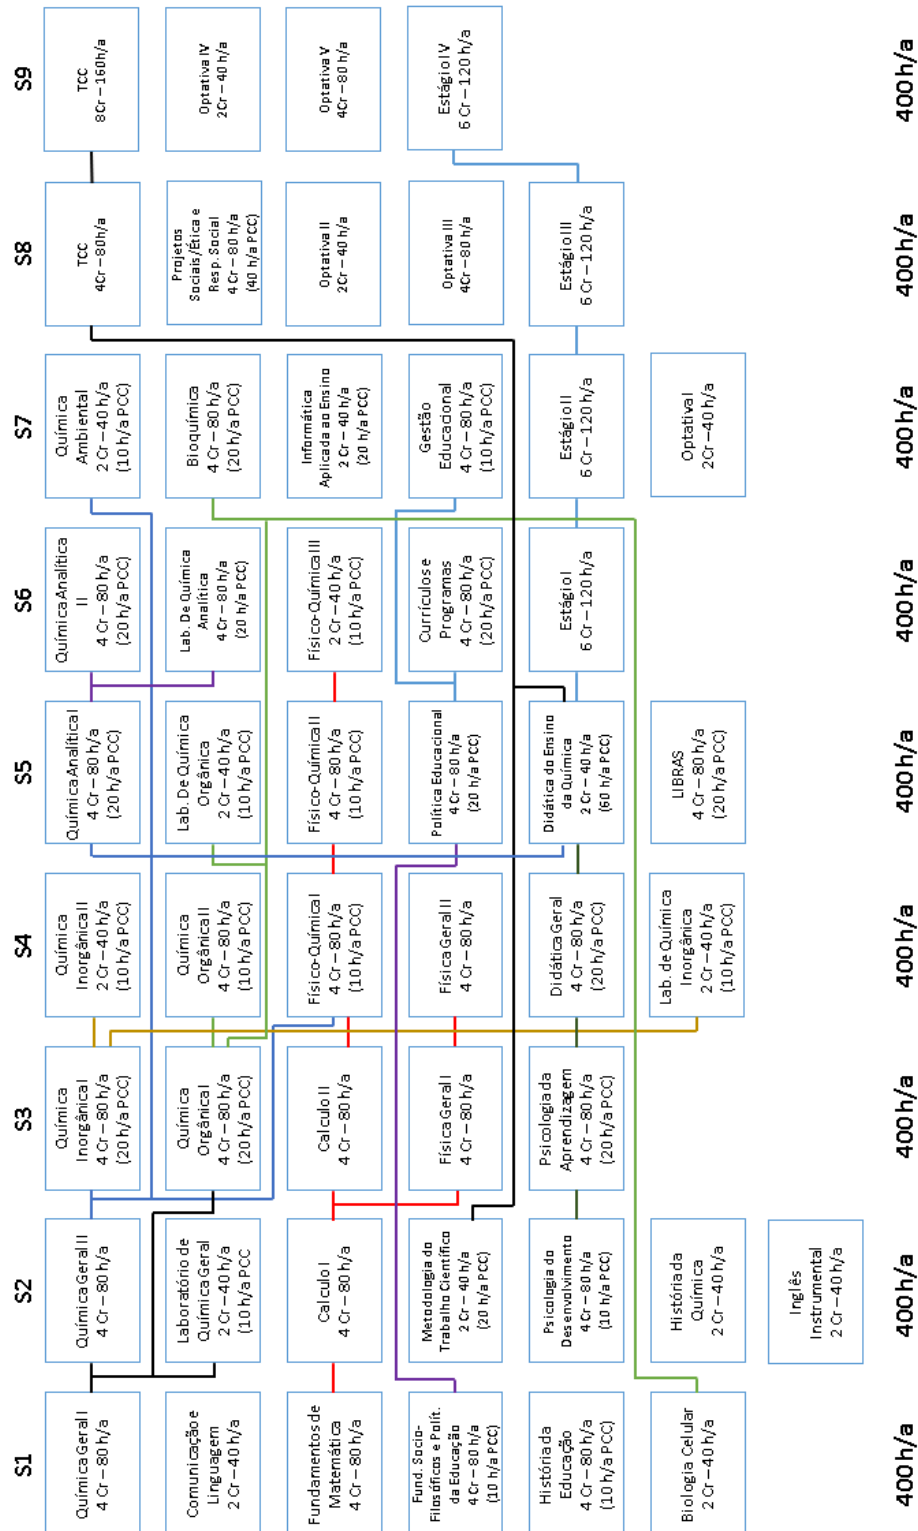 S1
Química Geral I
4 Cr – 80 h/a
Comunicação e
Linguagem
2 Cr – 40 h/a
Fundamentos de
Matemática
4 Cr – 80 h/a
Fund. Socio-
Filosóficos e Polít.
da Educação
4 Cr – 80 h/a
(10 h/a PCC)
História da
Educação
4 Cr – 80 h/a
(10 h/a PCC)
Biologia Celular
2 Cr – 40 h/a
400 h/a
S2
Química Geral II
4 Cr – 80 h/a
Laboratório de
Química Geral
2 Cr – 40 h/a
(10 h/a PCC
Calculo I
4 Cr – 80 h/a
Metodologia do
Trabalho Científico
2 Cr – 40 h/a
(20 h/a PCC)
Psicologia do
Desenvolvimento
4 Cr – 80 h/a
(10 h/a PCC)
História da
Química
2 Cr – 40 h/a
Inglês
Instrumental
2 Cr – 40 h/a
400 h/a
S3
Química
Inorgânica I
4 Cr – 80 h/a
(20 h/a PCC)
Química
Orgânica I
4 Cr – 80 h/a
(20 h/a PCC)
Calculo II
4 Cr – 80 h/a
Física Geral I
4 Cr – 80 h/a
Psicologia da
Aprendizagem
4 Cr – 80 h/a
(20 h/a PCC)
400 h/a
S4
Química
Inorgânica II
2 Cr – 40 h/a
(10 h/a PCC)
Química
Orgânica II
4 Cr – 80 h/a
(20 h/a PCC)
Físico-Química I
4 Cr – 80 h/a
(10 h/a PCC)
Física Geral II
4 Cr – 80 h/a
Didática Geral
4 Cr – 80 h/a
(20 h/a PCC)
Lab. de Química
Inorgânica
2 Cr – 40 h/a
(10 h/a PCC)
400 h/a
S5
Química Analítica I
4 Cr – 80 h/a
(20 h/a PCC)
Lab. De Química
Orgânica
2 Cr – 40 h/a
(10 h/a PCC)
Físico-Química II
4 Cr – 80 h/a
(10 h/a PCC)
Política Educacional
4 Cr – 80 h/a
(20 h/a PCC)
Didática do Ensino
da Química
2 Cr – 40 h/a
(60 h/a PCC)
LIBRAS
4 Cr – 80 h/a
(20 h/a PCC)
400 h/a
S6
Química Analítica
II
4 Cr – 80 h/a
(20 h/a PCC)
Lab. De Química
Analítica
4 Cr – 80 h/a
(20 h/a PCC)
Físico-Química III
2 Cr – 40 h/a
(10 h/a PCC)
Currículos e
Programas
4 Cr – 80 h/a
(20 h/a PCC)
Estágio I
6 Cr – 120 h/a
400 h/a
S7
Química
Ambiental
2 Cr – 40 h/a
(10 h/a PCC)
Bioquímica
4 Cr – 80 h/a
(20 h/a PCC)
Informática
Aplicada ao Ensino
2 Cr – 40 h/a
(20 h/a PCC)
Gestão
Educacional
4 Cr – 80 h/a
(10 h/a PCC)
Estágio II
6 Cr – 120 h/a
Optativa I
2 Cr – 40 h/a
400 h/a
S8
TCC
4Cr – 80h/a
Projetos
Sociais/Ética e
Resp. Social
4 Cr – 80 h/a
(40 h/a PCC)
Optativa II
2Cr – 40 h/a
Optativa III
4Cr – 80 h/a
Estágio III
6 Cr – 120 h/a
400 h/a
S9
TCC
8Cr – 160h/a
Optativa IV
2Cr – 40 h/a
Optativa V
4Cr – 80 h/a
Estágio IV
6 Cr – 120 h/a
400 h/a